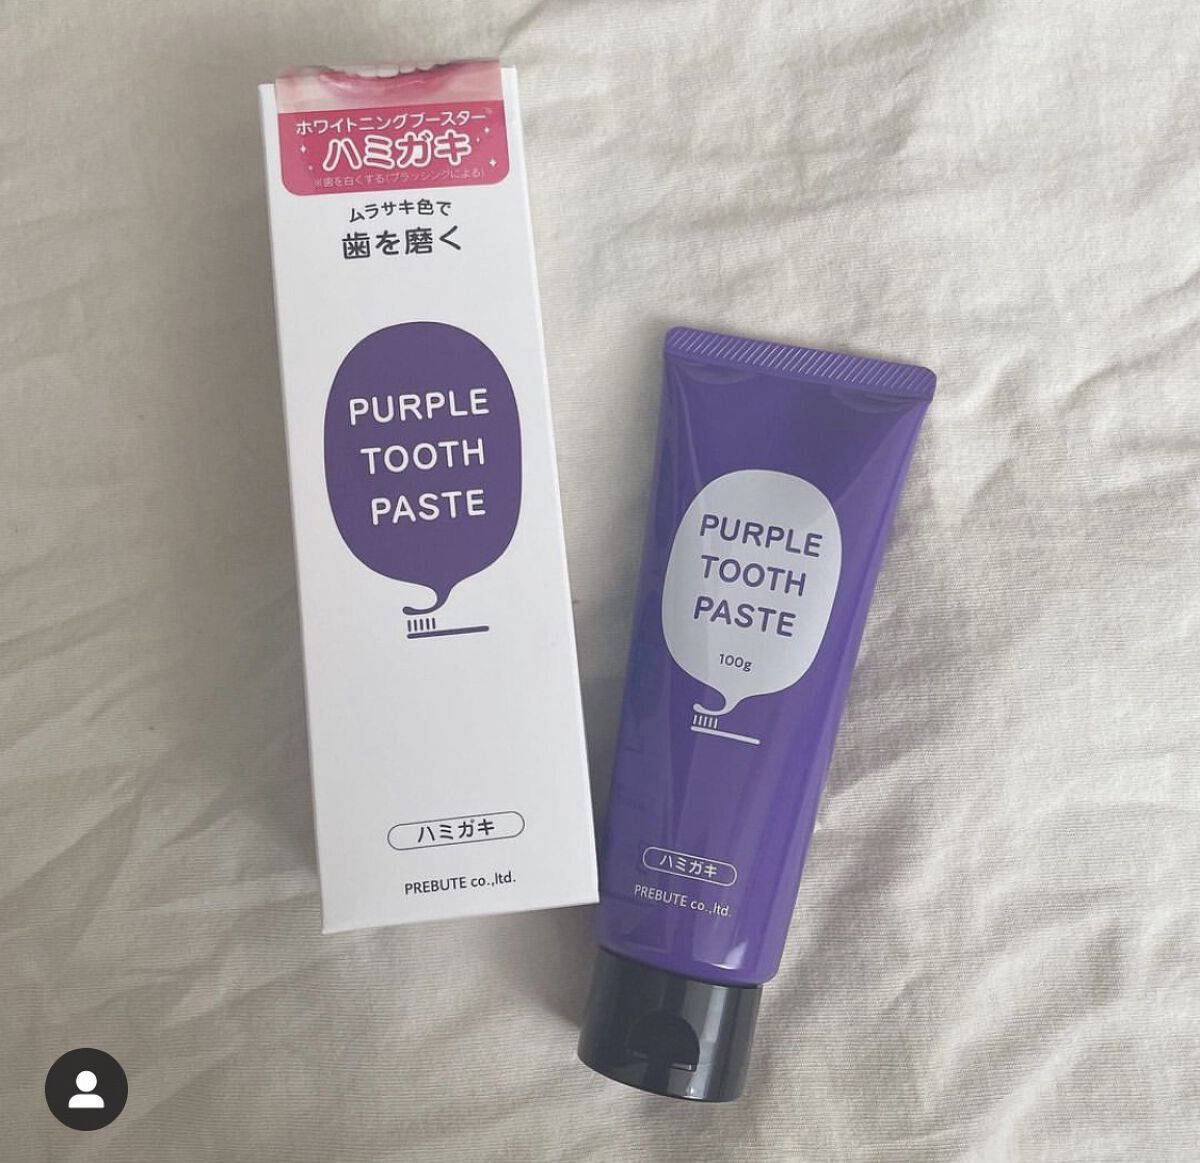 ホワイトニングブースター
ハミガキ
※歯を白くする(ブラッシングによる)
ムラサキ色で
歯を磨く
PURPLE
TOOTH
PASTE
ハミガキ
PREBUTE co.,ltd.
PURPLE
TOOTH
PASTE
100g
ハミガキ
PREBUTE co.,ltd.